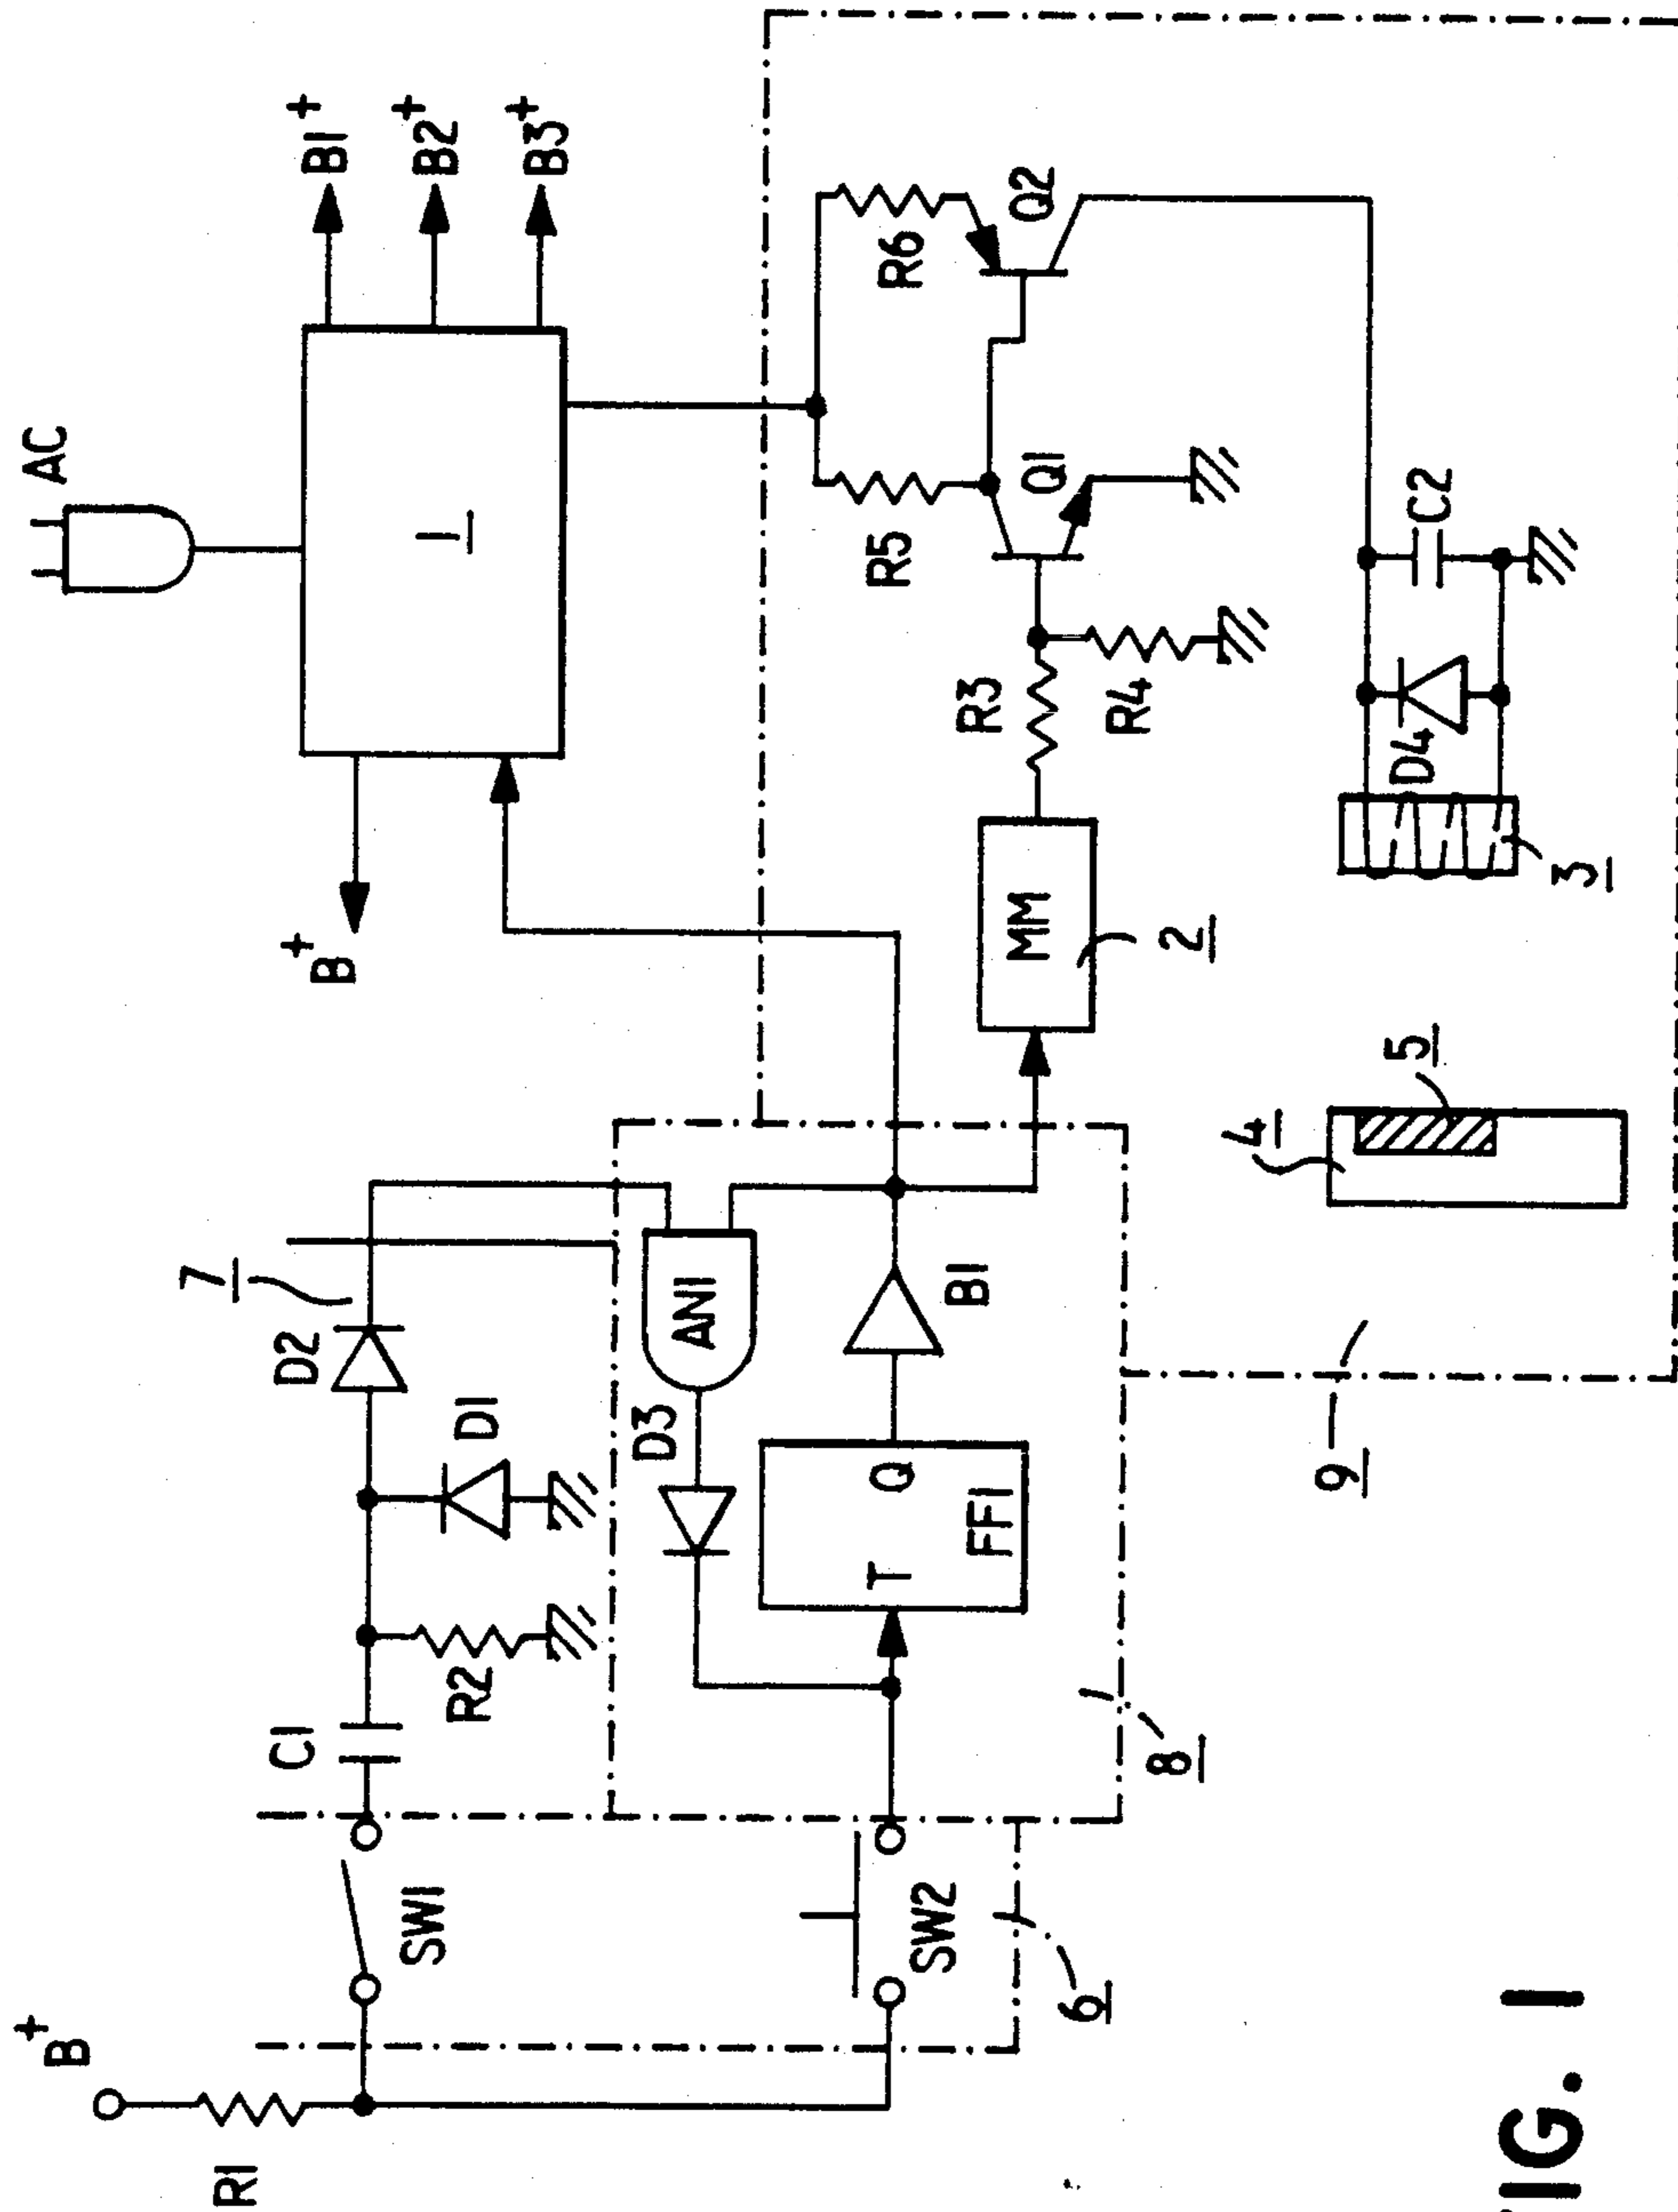 AC
B1+
B2+
B3+
1
B+
B+
R1
SW1
C1
R2
D1
D2
7
SW2
6
T
Q
FF1
D3
AN1
B1
8
MM
2
R3
R4
R5
Q1
R6
Q2
C2
D4
3
4
5
9
IG. 1